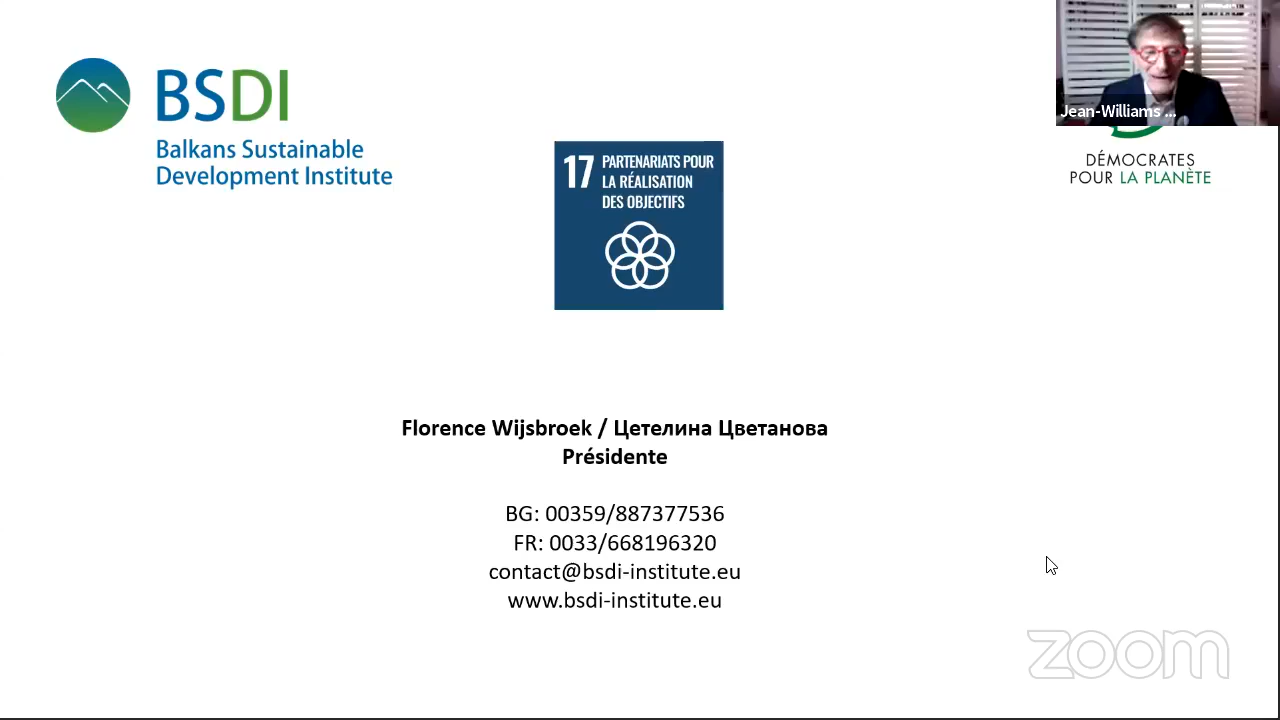 BSDI
Balkans Sustainable
Development Institute
Jean-Williams ...
DÉMOCRATES
POUR LA PLANÈTE
17 PARTENARIATS POUR
LA RÉALISATION
DES OBJECTIFS
Florence Wijsbroek / Цетелина Цветанова
Présidente
BG: 00359/887377536
FR: 0033/668196320
contact@bsdi-institute.eu
www.bsdi-institute.eu
zoom